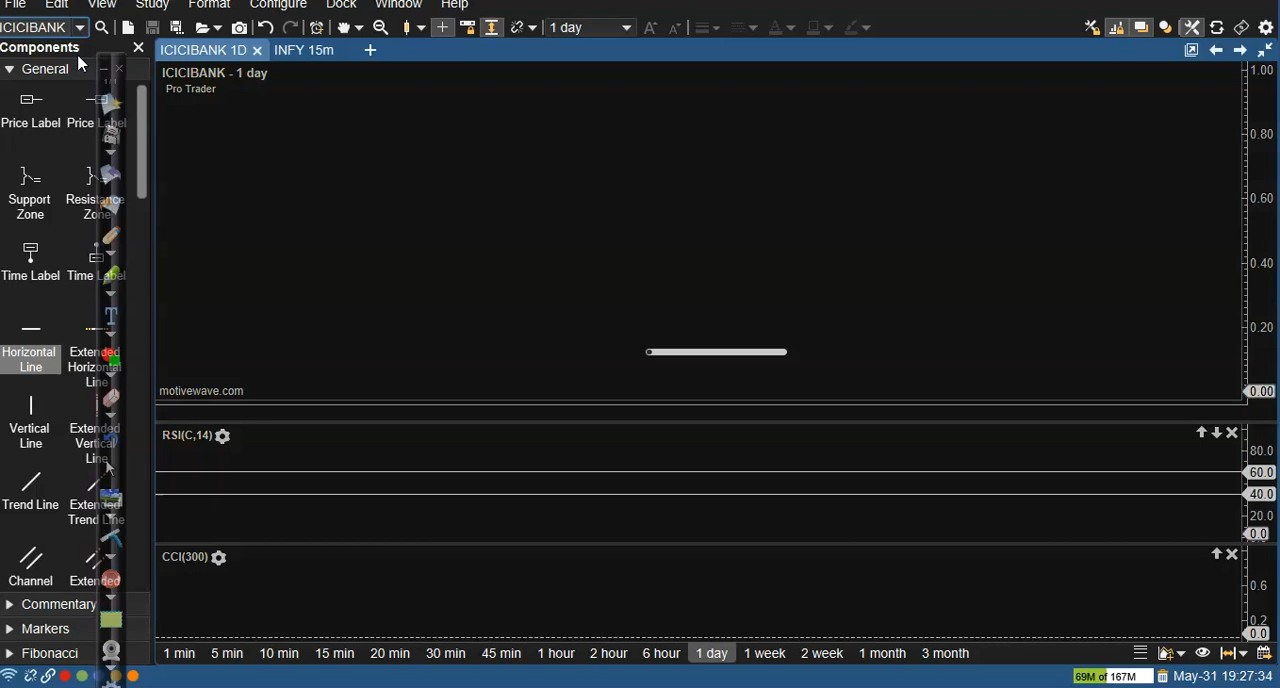 File Edit View Study Format Configure Dock Window Help
ICICIBANK 1 day
Components
ICICIBANK 1D INFY 15m
General
ICICIBANK - 1 day
Pro Trader
1.00
0.80
0.60
0.40
0.20
0.00
Price Label Price Label
Support Zone
Resistance Zone
Time Label Time Label
Horizontal Line
Extended Horizontal Line
Vertical Line
Extended Vertical Line
Trend Line
Extended Trend Line
Channel Extended
Commentary
Markers
Fibonacci
motivewave.com
RSI(C,14)
80.0
60.0
40.0
20.0
0.0
CCI(300)
0.6
0.2
0.0
1 min 5 min 10 min 15 min 20 min 30 min 45 min 1 hour 2 hour 6 hour 1 day 1 week 2 week 1 month 3 month
69M of 167M May-31 19:27:34